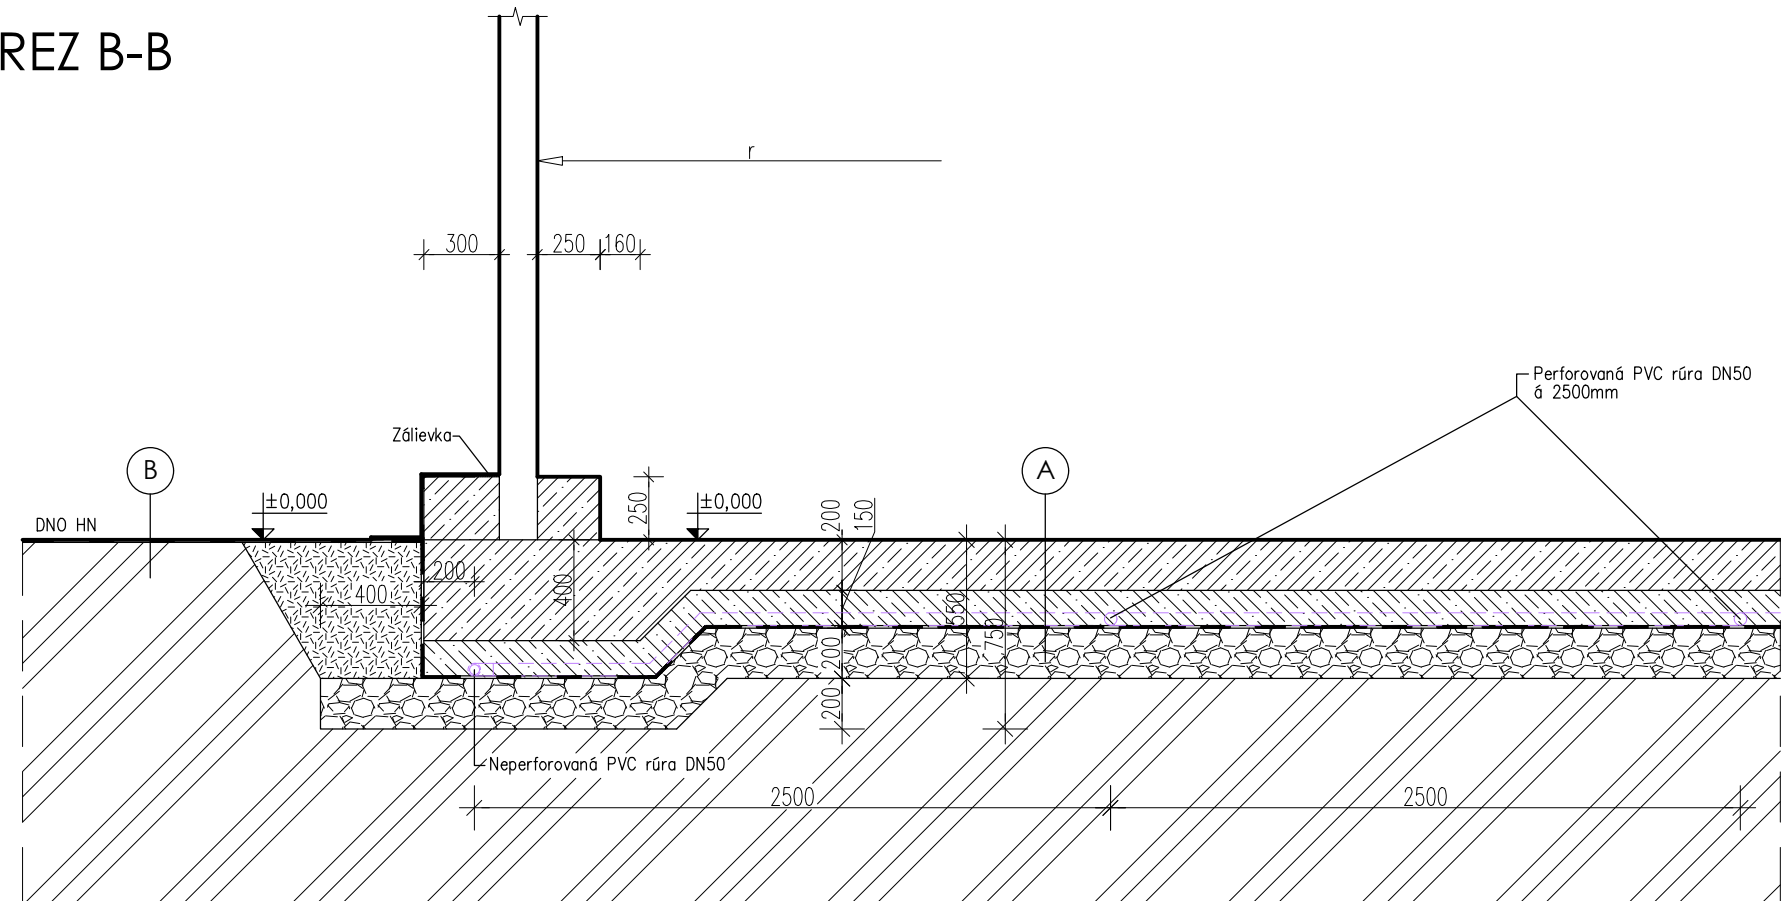 REZ B-B
r
300
250
160
Perforovaná PVC rúra DN50
á 2500mm
Zálievka
B
A
±0,000
250
±0,000
200
150
DNO HN
200
400
400
550
750
200
200
Neperforovaná PVC rúra DN50
2500
2500